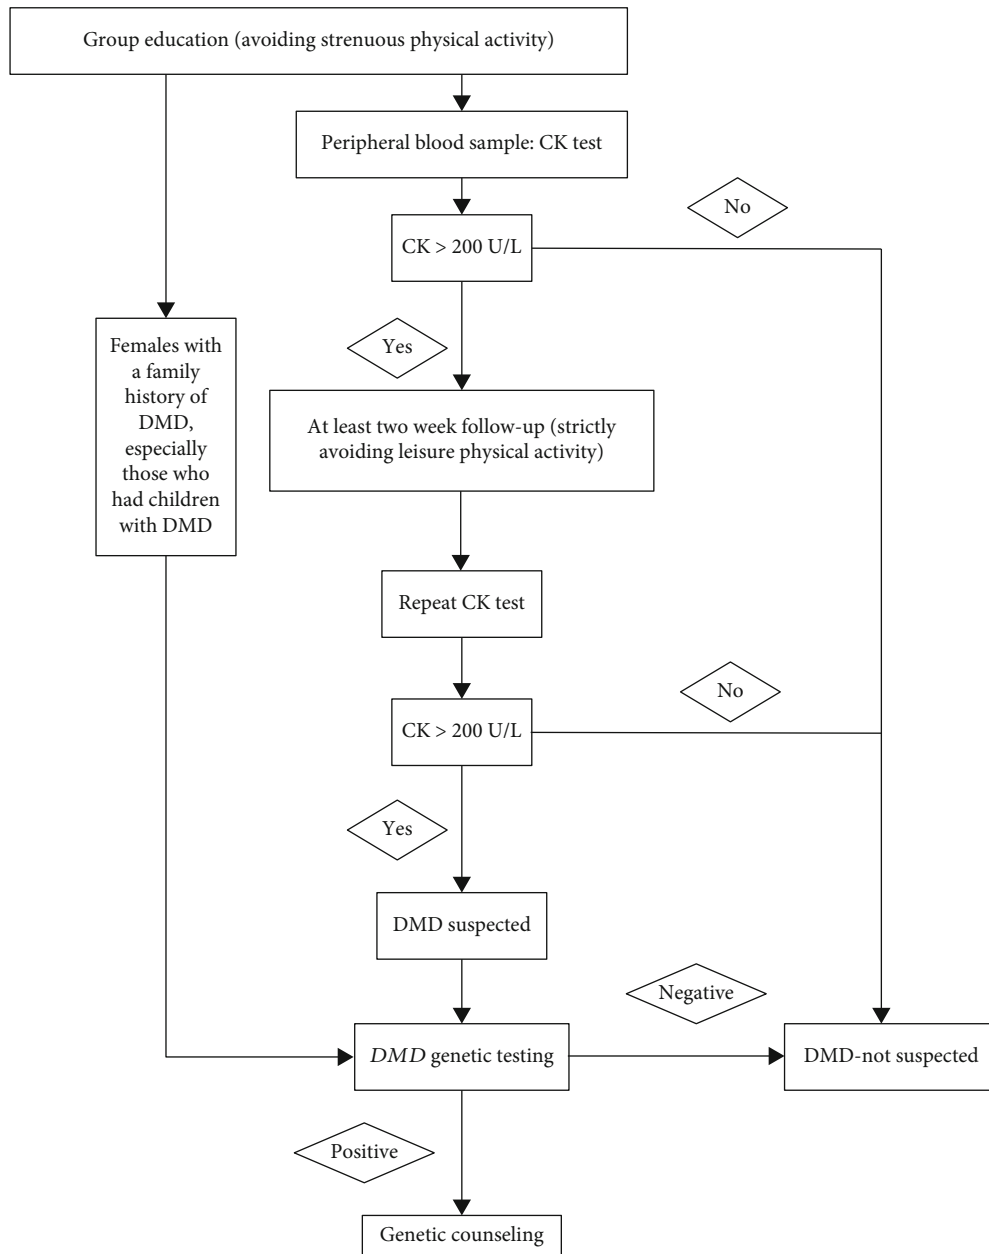 Group education (avoiding strenuous physical activity)
Peripheral blood sample: CK test
No
CK > 200 U/L
Yes
Females with
a family
history of
DMD,
especially
those who
had children
with DMD
At least two week follow-up (strictly
avoiding leisure physical activity)
Repeat CK test
No
CK > 200 U/L
Yes
DMD suspected
Negative
DMD genetic testing
DMD-not suspected
Positive
Genetic counseling